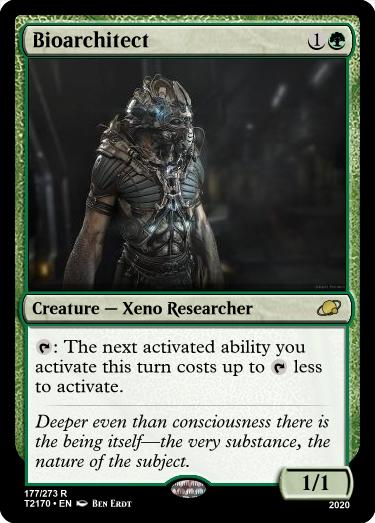 Bioarchitect 1
Creature — Xeno Researcher
: The next activated ability you
activate this turn costs up to less
to activate.
Deeper even than consciousness there is
the being itself—the very substance, the
nature of the subject.
1/1
177/273 R
T2170 • EN Ben Erdt
2020